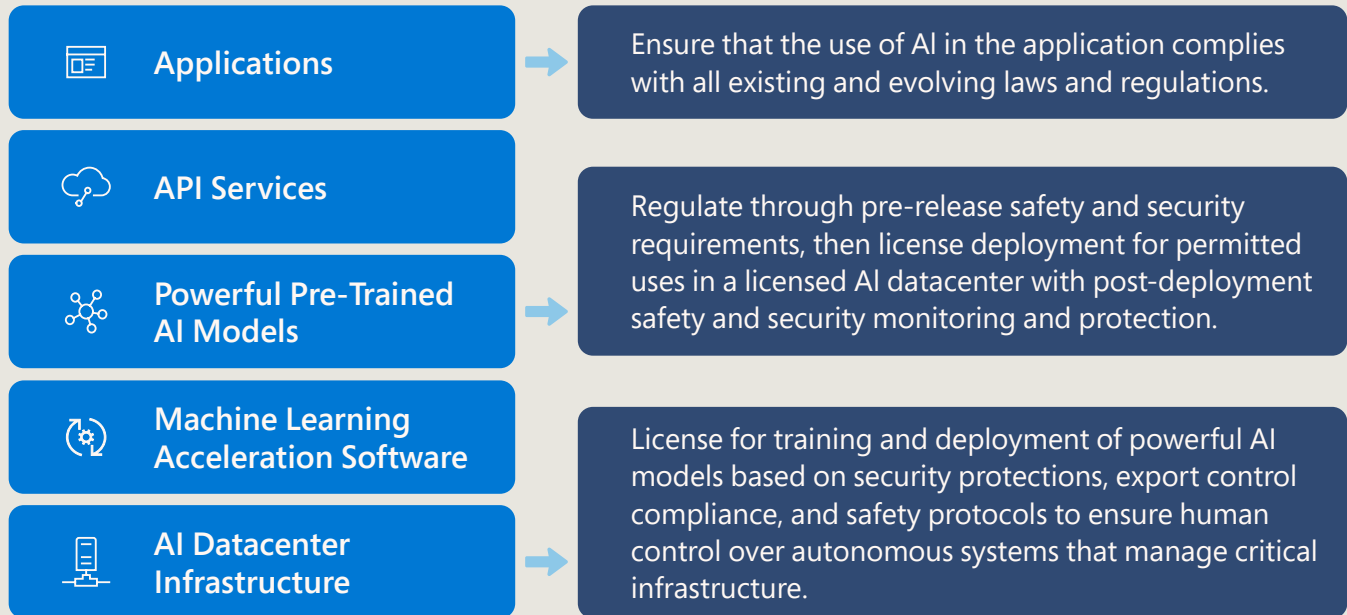 Applications
Ensure that the use of AI in the application complies
with all existing and evolving laws and regulations.
API Services
Powerful Pre-Trained
AI Models
Regulate through pre-release safety and security
requirements, then license deployment for permitted
uses in a licensed AI datacenter with post-deployment
safety and security monitoring and protection.
Machine Learning
Acceleration Software
AI Datacenter
Infrastructure
License for training and deployment of powerful AI
models based on security protections, export control
compliance, and safety protocols to ensure human
control over autonomous systems that manage critical
infrastructure.